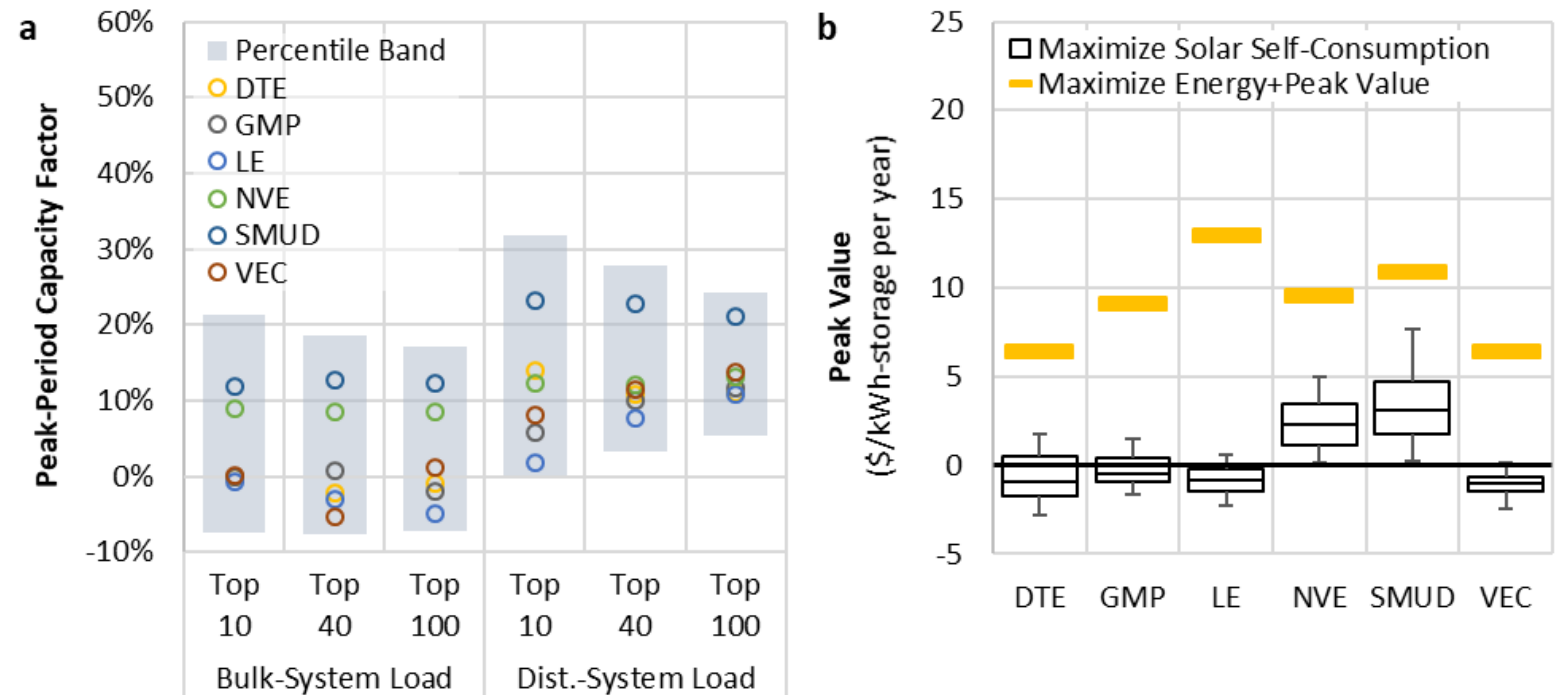 a
60%
50%
40%
30%
20%
10%
0%
-10%
Peak-Period Capacity Factor
Percentile Band
DTE
GMP
LE
NVE
SMUD
VEC
Top 10
Top 40
Top 100
Top 10
Top 40
Top 100
Bulk-System Load
Dist.-System Load
b
25
20
15
10
5
0
-5
Peak Value
($/kWh-storage per year)
Maximize Solar Self-Consumption
Maximize Energy+Peak Value
DTE
GMP
LE
NVE
SMUD
VEC